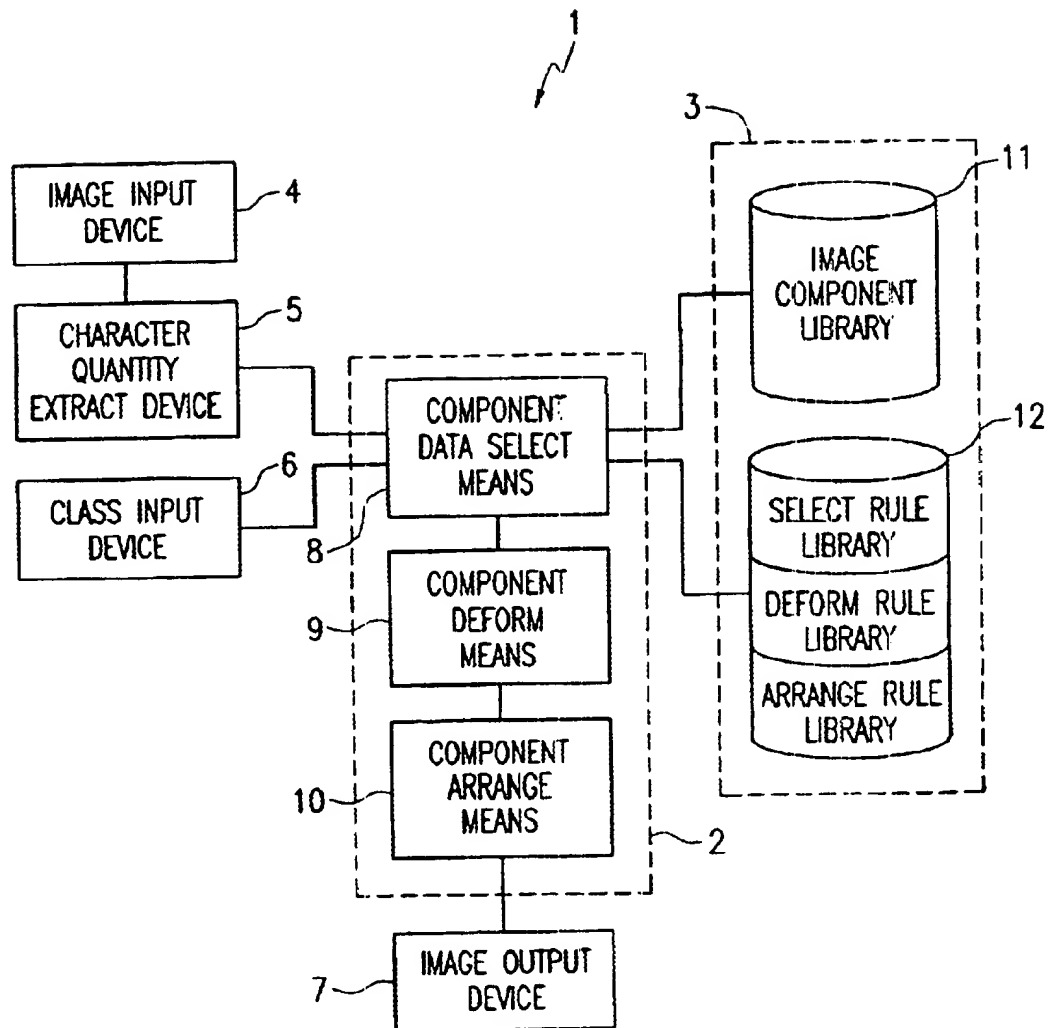 1
3
11
IMAGE INPUT
DEVICE
4
IMAGE
COMPONENT
LIBRARY
5
CHARACTER
QUANTITY
EXTRACT DEVICE
COMPONENT
DATA SELECT
MEANS
12
6
CLASS INPUT
DEVICE
8
SELECT RULE
LIBRARY
9
COMPONENT
DEFORM
MEANS
DEFORM RULE
LIBRARY
ARRANGE RULE
LIBRARY
10
COMPONENT
ARRANGE
MEANS
2
7
IMAGE OUTPUT
DEVICE